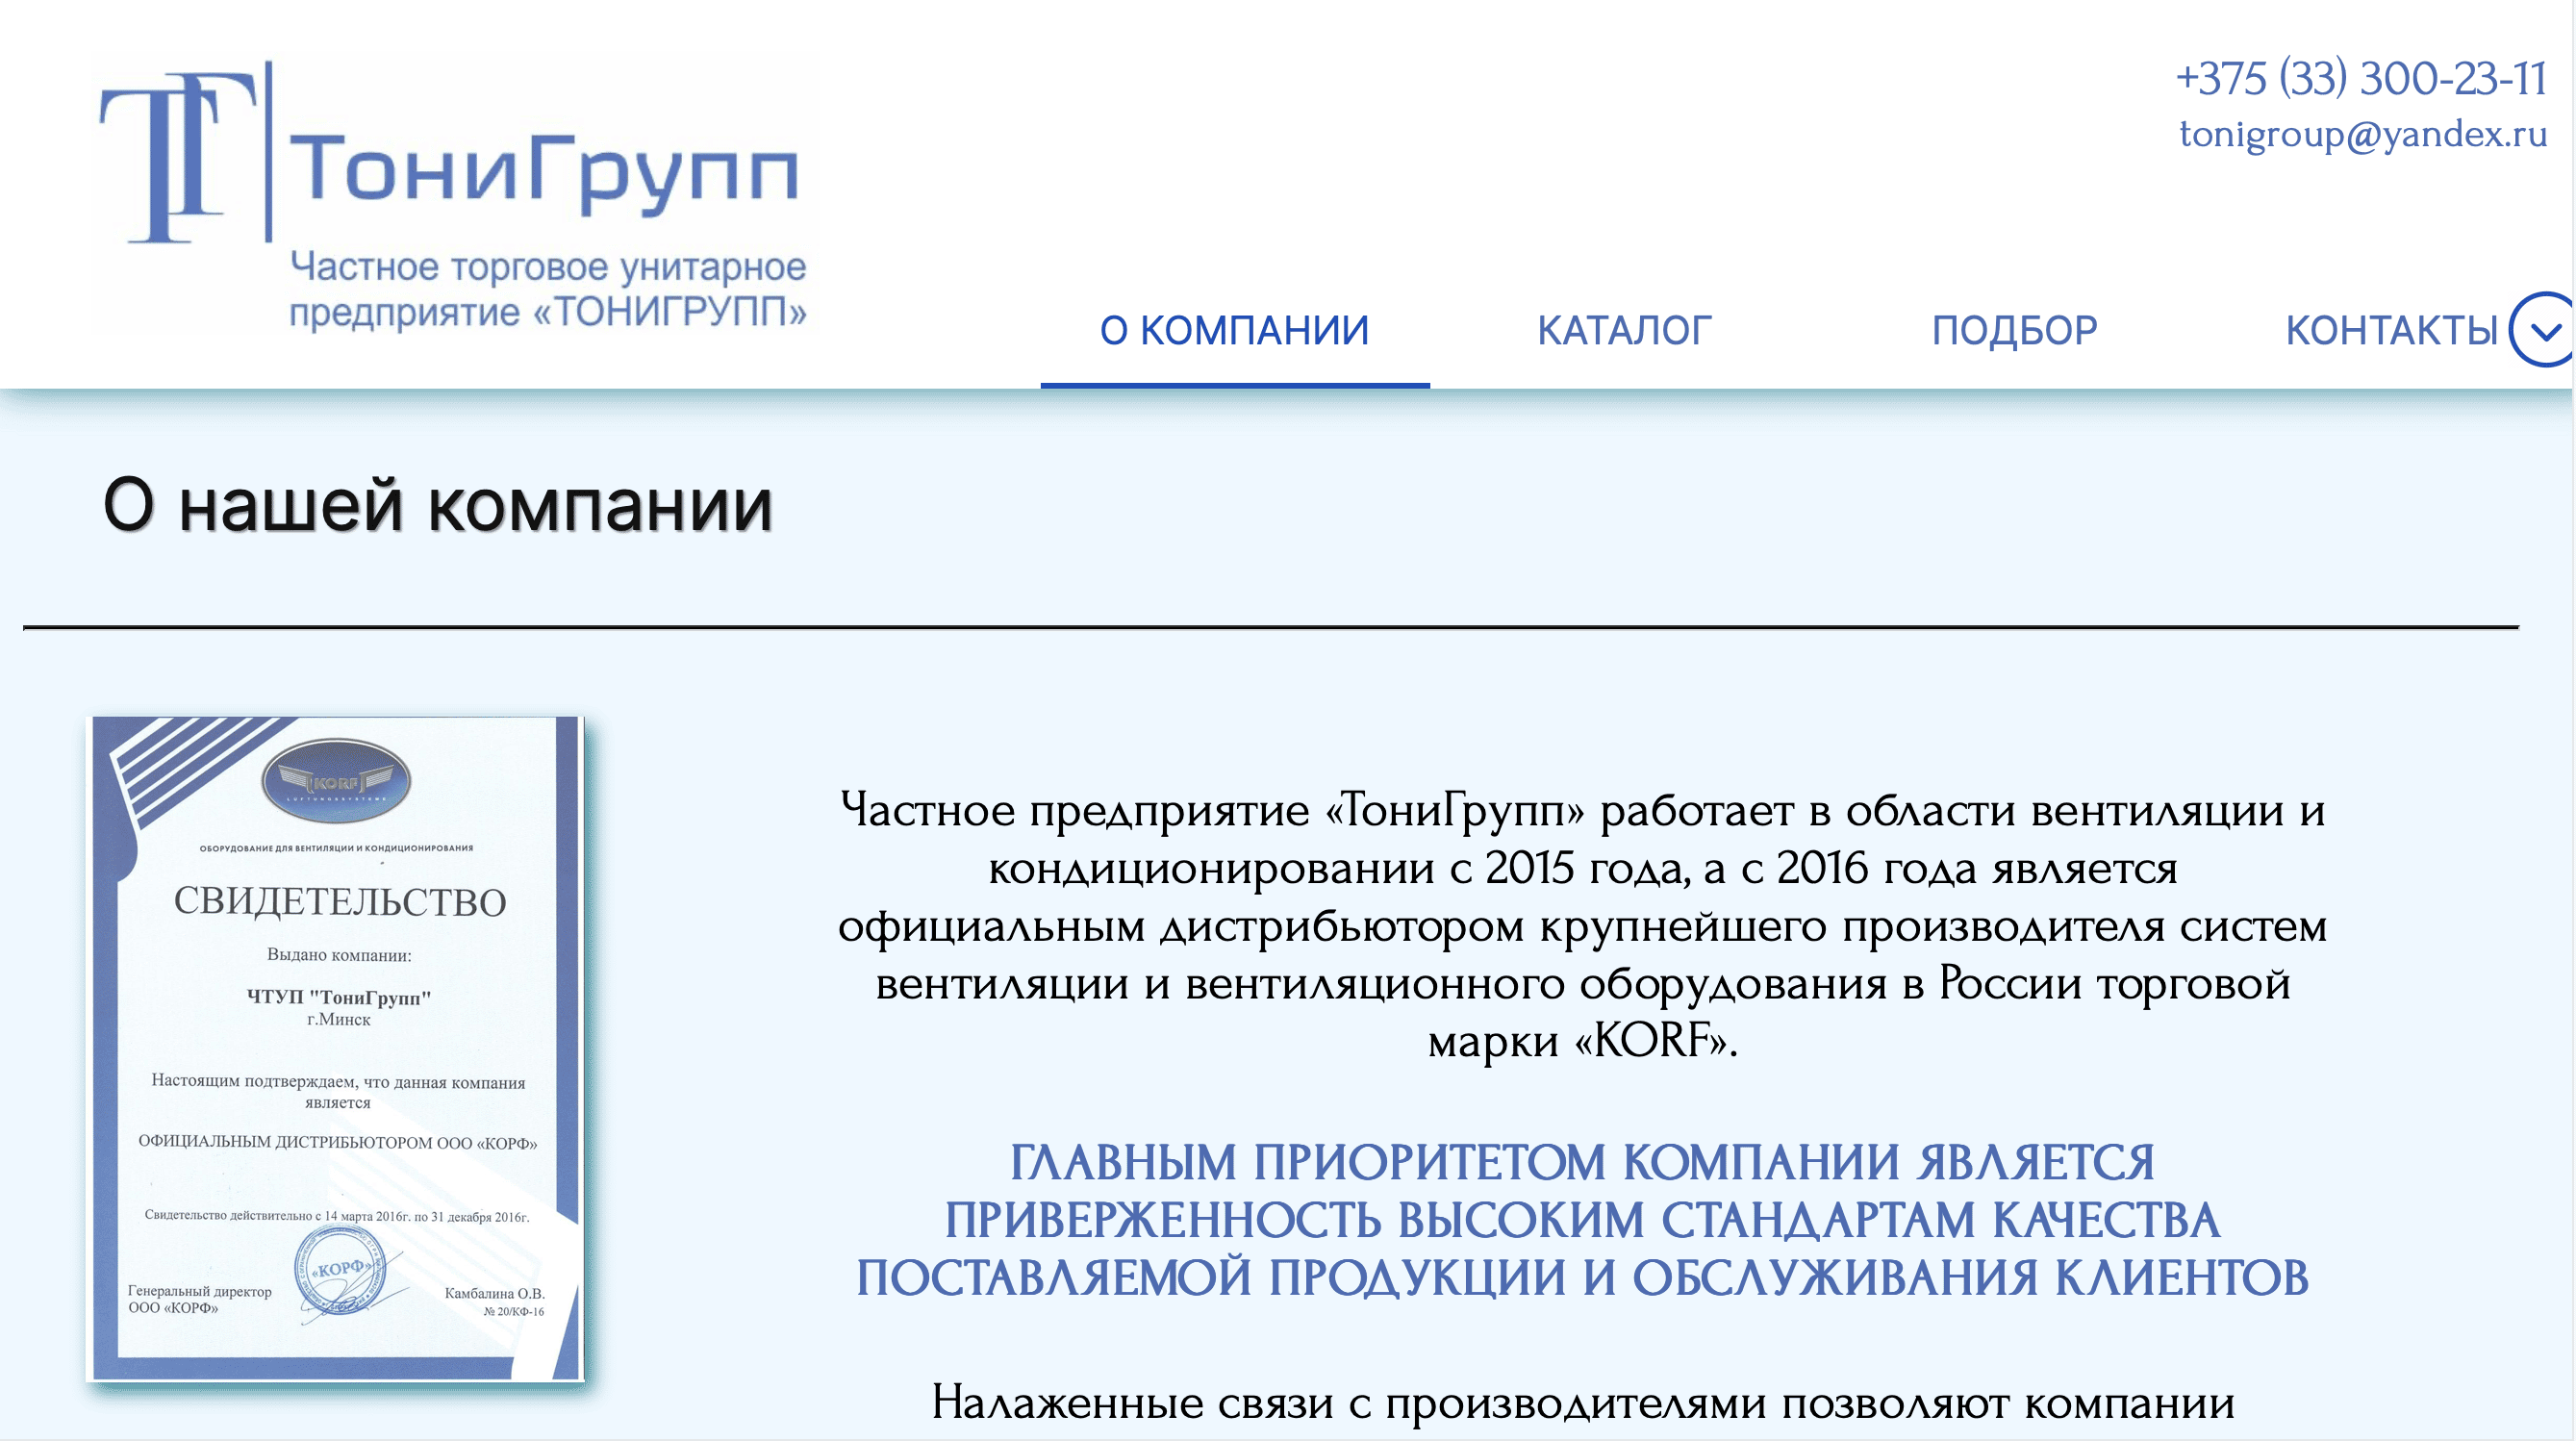 ТГ
ТониГрупп
Частное торговое унитарное
предприятие «ТОНИГРУПП»
+375 (33) 300-23-11
tonigroup@yandex.ru
О КОМПАНИИ
КАТАЛОГ
ПОДБОР
КОНТАКТЫ
О нашей компании
KORF
ОБОРУДОВАНИЕ ДЛЯ ВЕНТИЛЯЦИИ И КОНДИЦИОНИРОВАНИЯ
СВИДЕТЕЛЬСТВО
Выдано компании:
ЧТУП "ТониГрупп"
г.Минск
Настоящим подтверждаем, что данная компания
является
ОФИЦИАЛЬНЫМ ДИСТРИБЬЮТОРОМ ООО «КОРФ»
Свидетельство действительно с 14 марта 2016г. по 31 декабря 2016г.
«КОРФ»
Генеральный директор
ООО «КОРФ»
Камбалина О.В.
№ 20/КФ-16
Частное предприятие «ТониГрупп» работает в области вентиляции и
кондиционировании с 2015 года, а с 2016 года является
официальным дистрибьютором крупнейшего производителя систем
вентиляции и вентиляционного оборудования в России торговой
марки «KORF».
ГЛАВНЫМ ПРИОРИТЕТОМ КОМПАНИИ ЯВЛЯЕТСЯ
ПРИВЕРЖЕННОСТЬ ВЫСОКИМ СТАНДАРТАМ КАЧЕСТВА
ПОСТАВЛЯЕМОЙ ПРОДУКЦИИ И ОБСЛУЖИВАНИЯ КЛИЕНТОВ
Налаженные связи с производителями позволяют компании